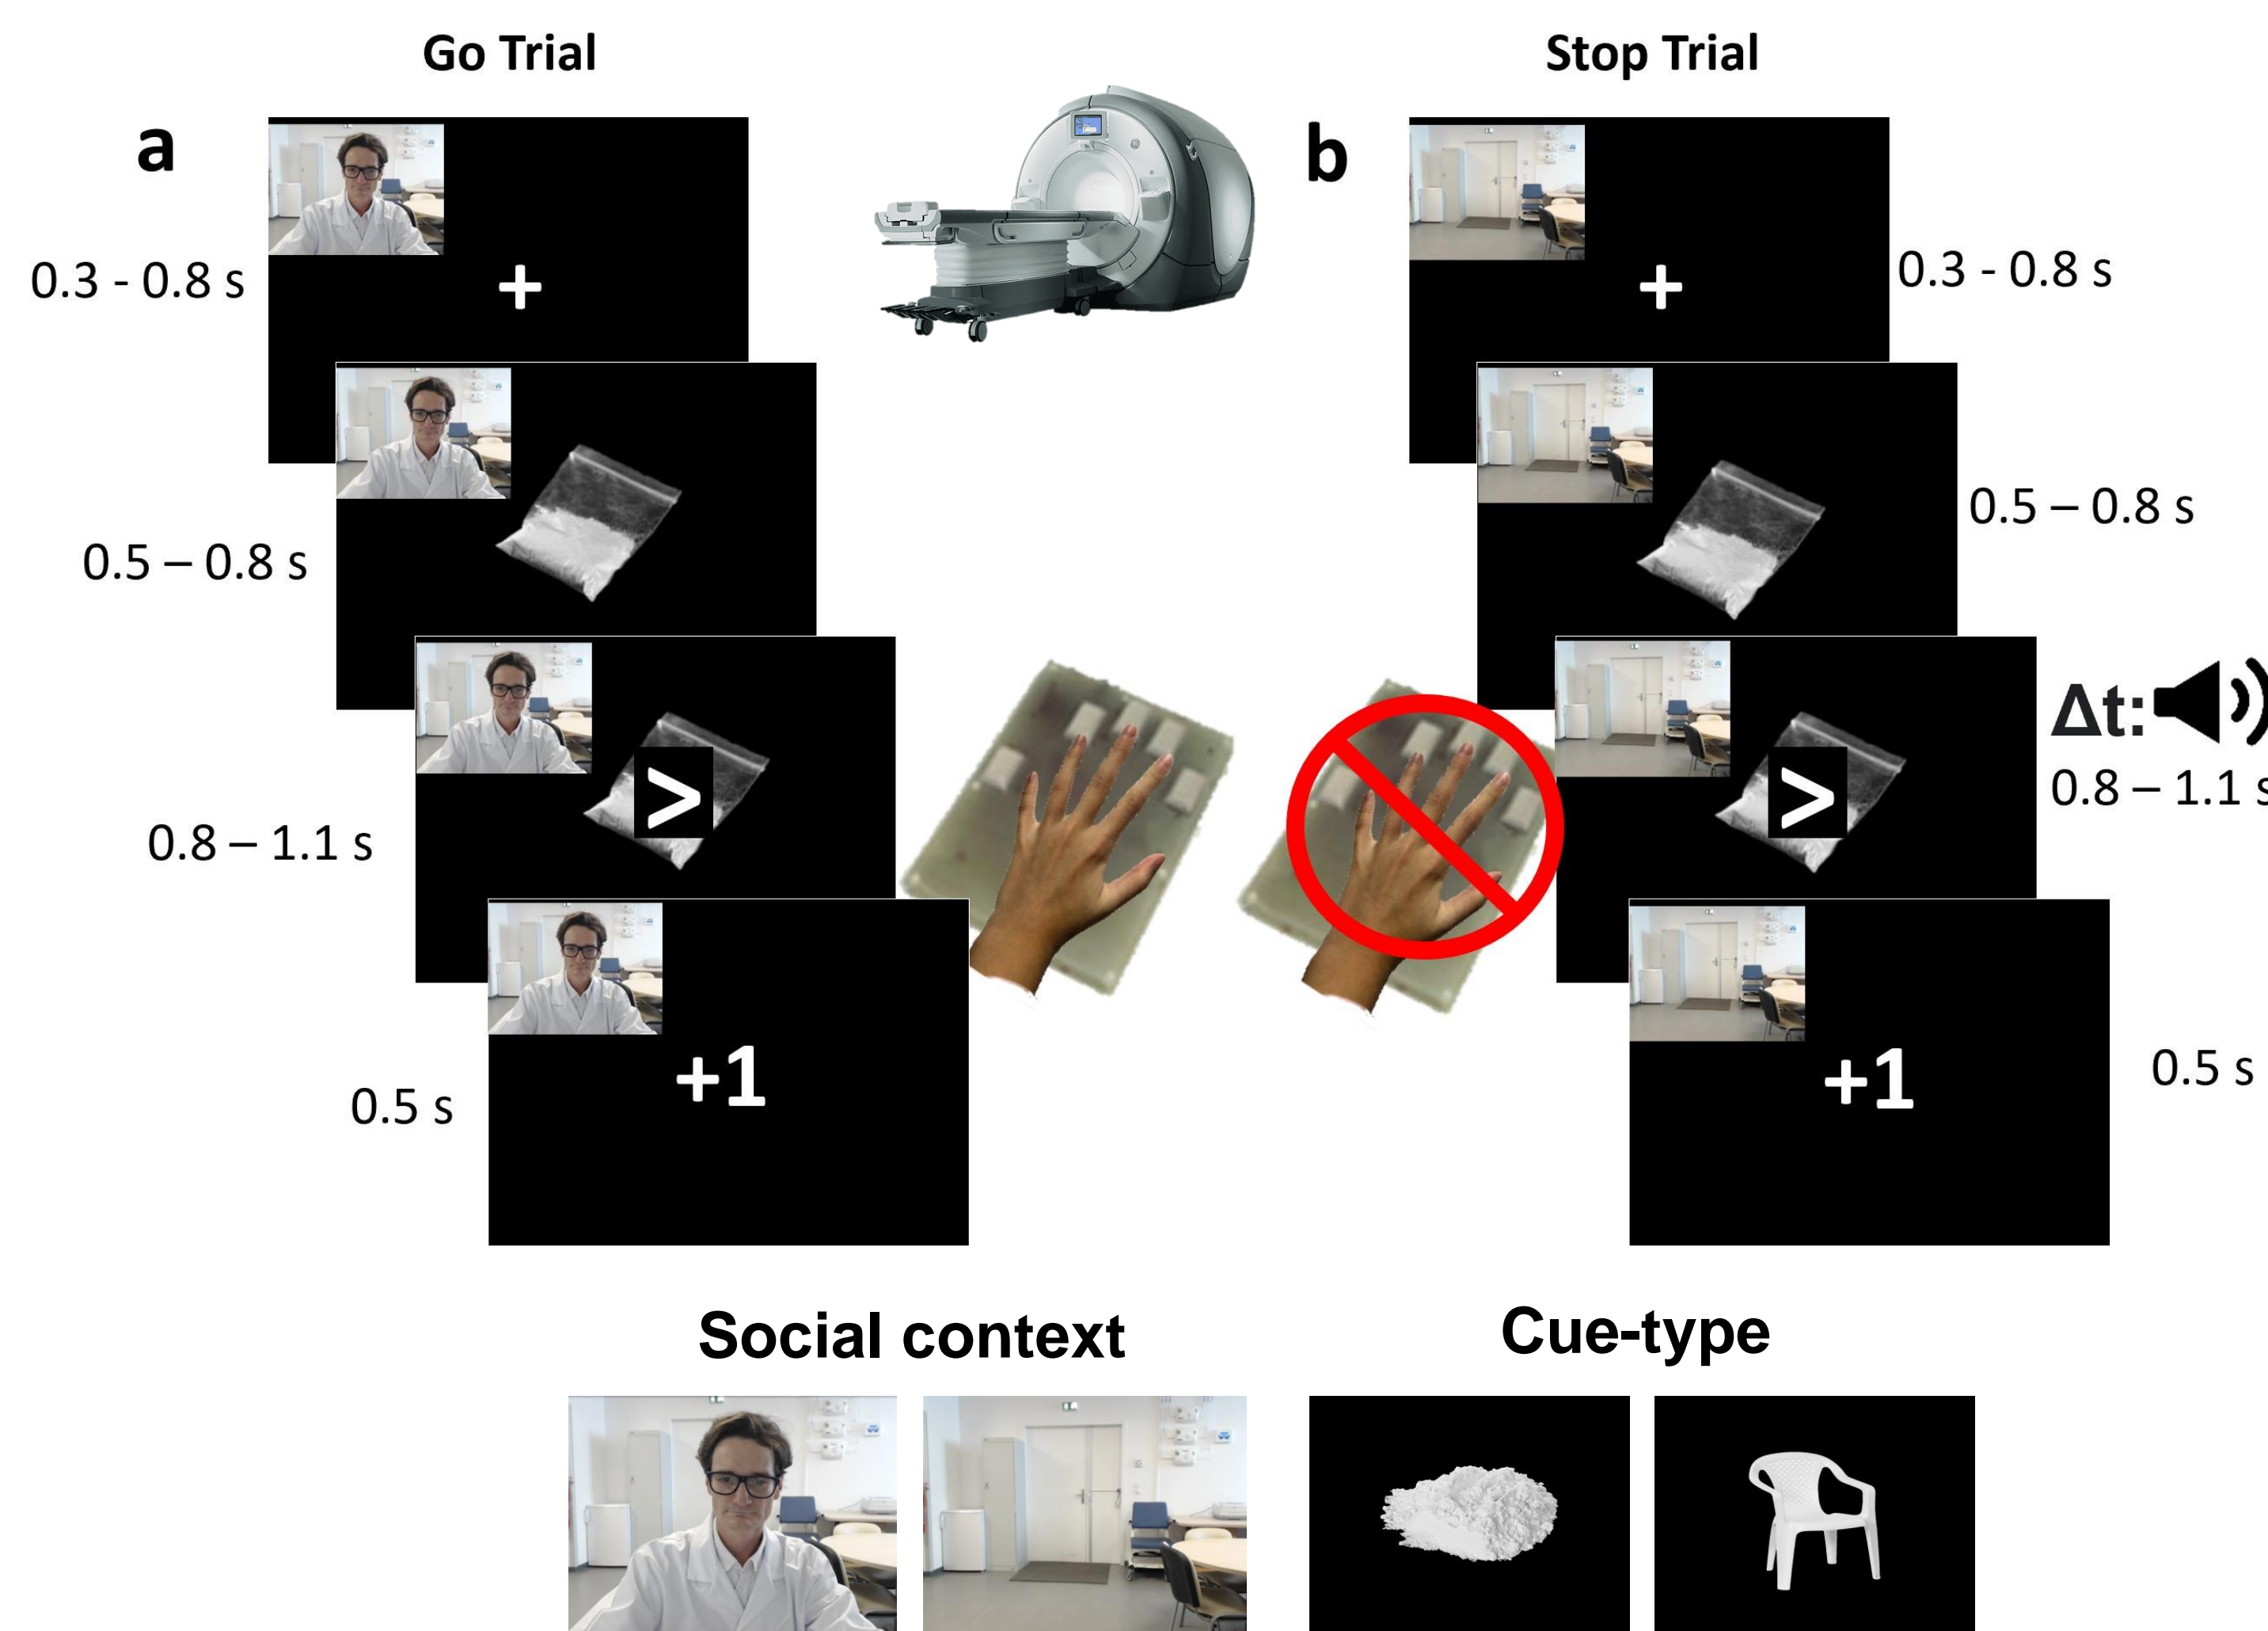 Go Trial
Stop Trial
a
b
0.3 - 0.8 s
+
+
0.3 - 0.8 s
0.5 – 0.8 s
0.5 – 0.8 s
0.8 – 1.1 s
>
>
Δt:
0.8 – 1.1 s
0.5 s
+1
+1
0.5 s
Social context
Cue-type